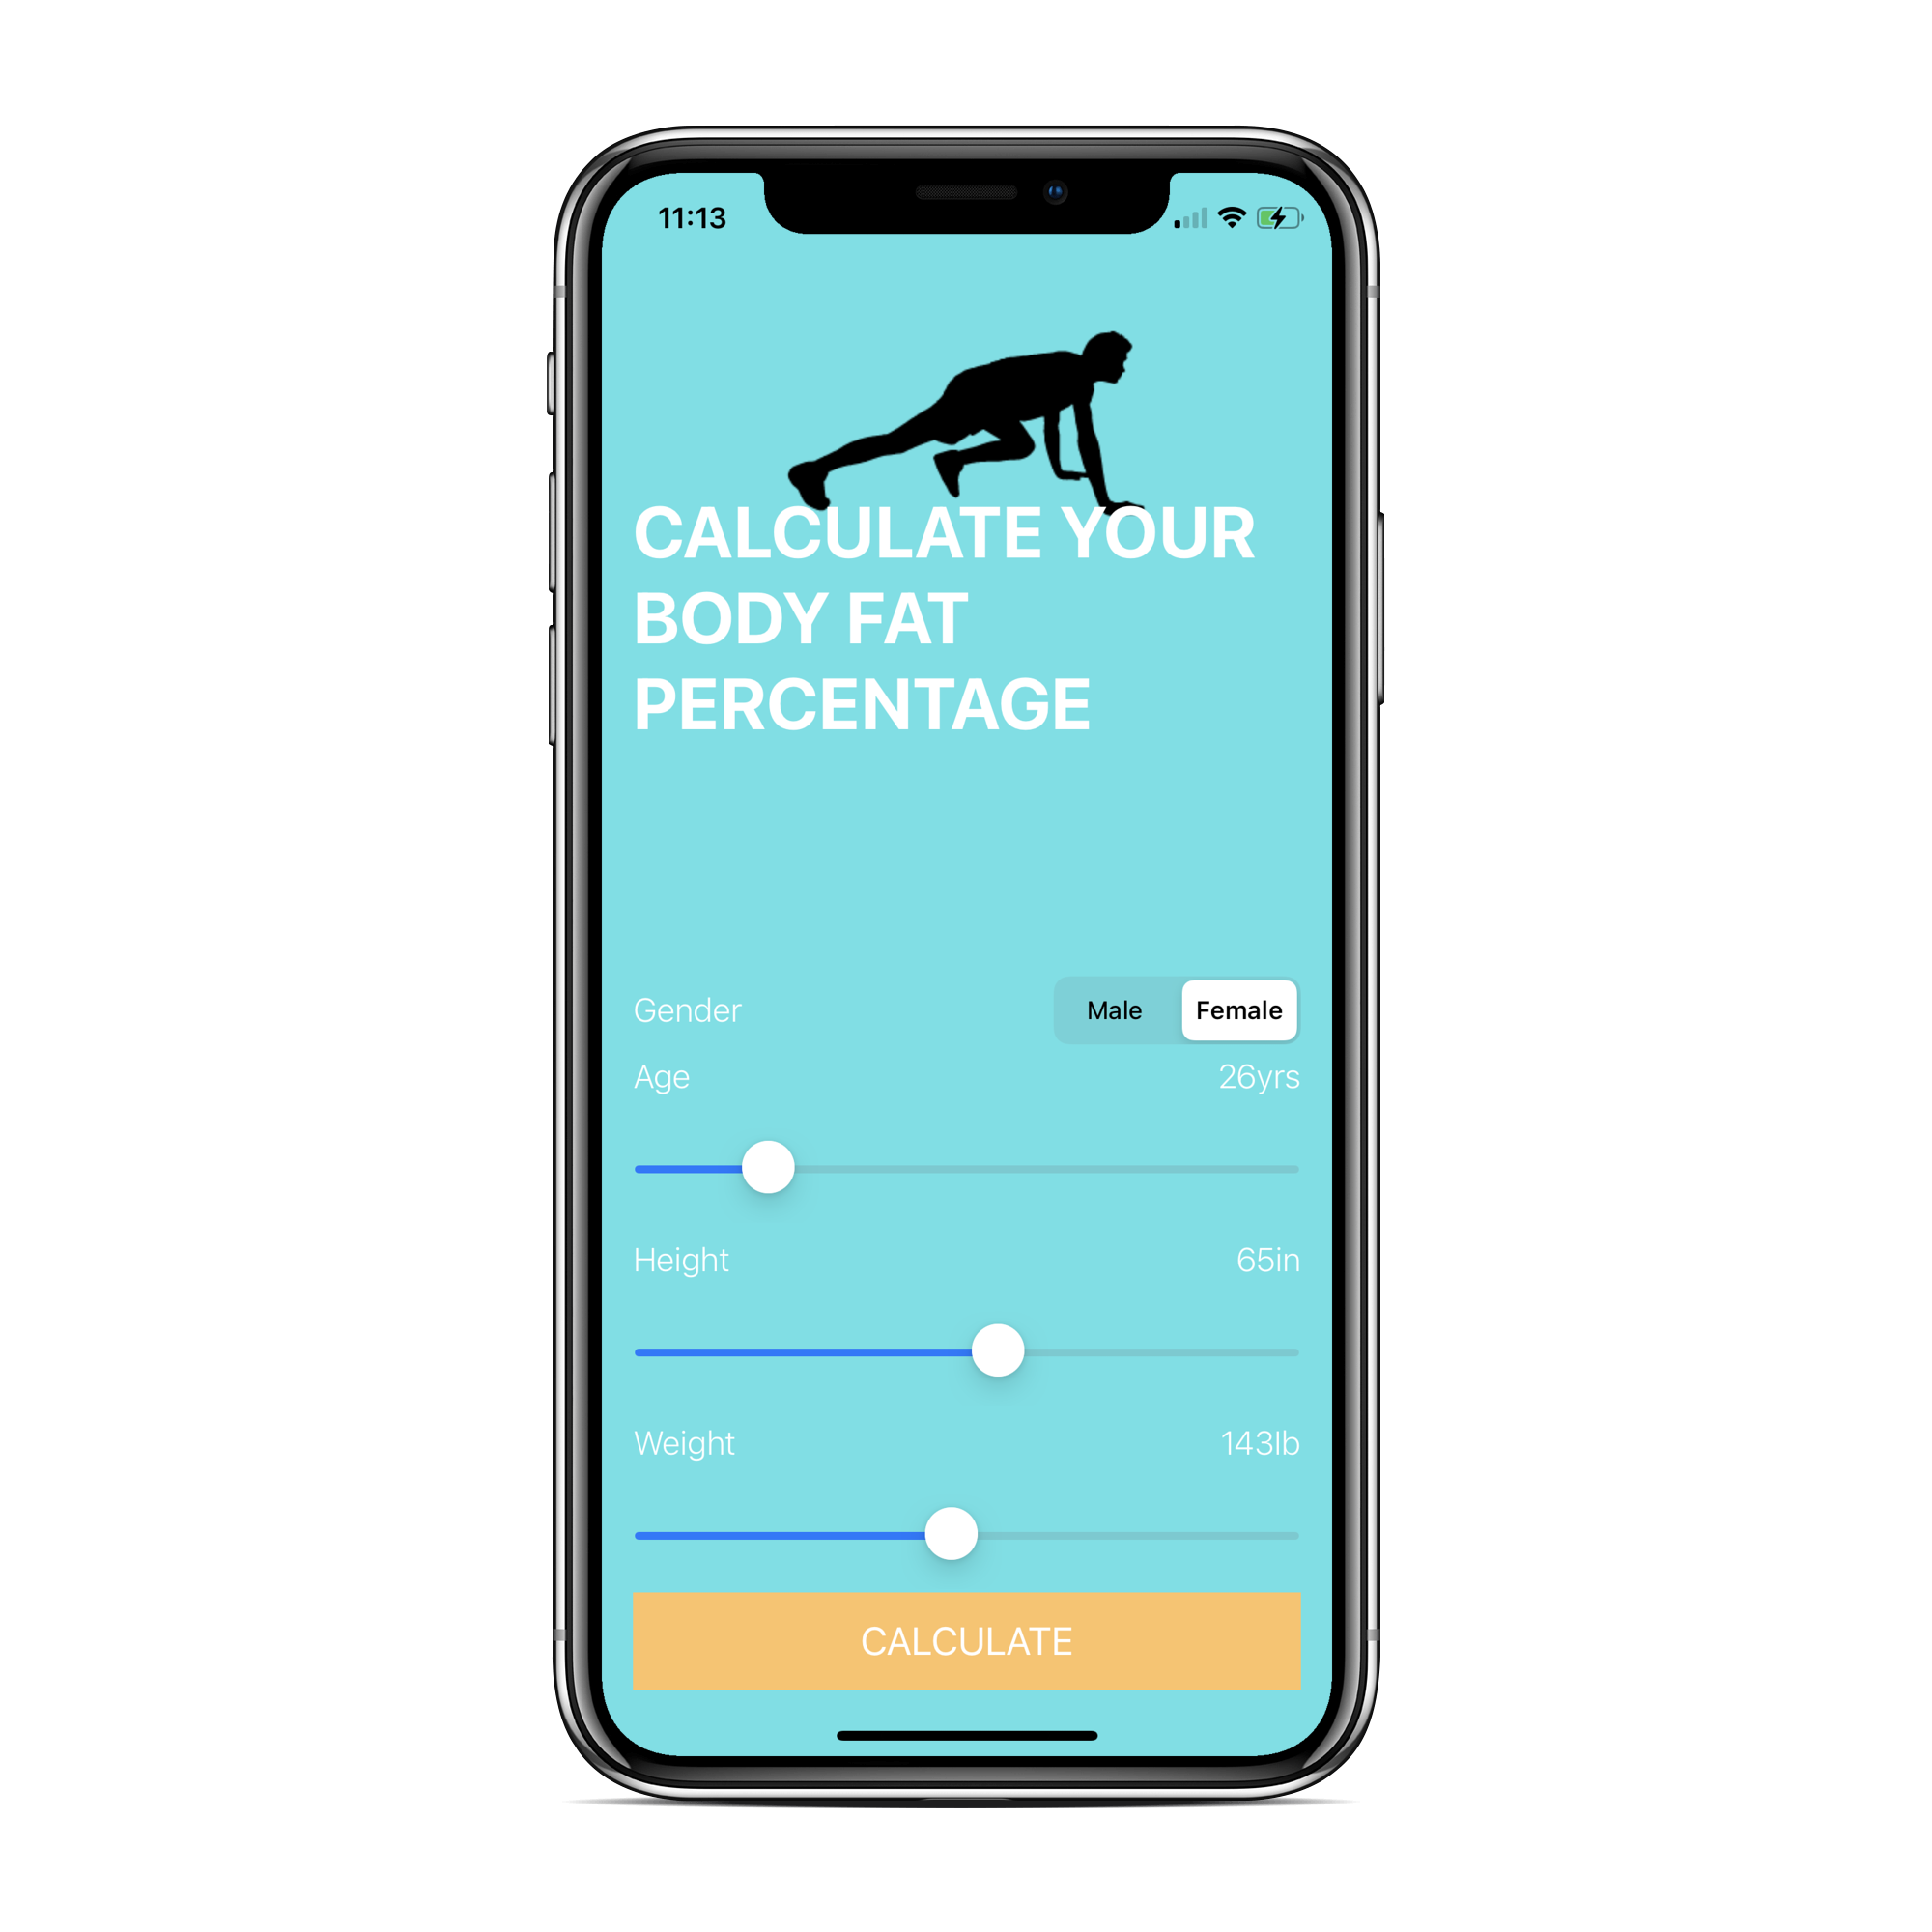 11:13
CALCULATE YOUR
BODY FAT
PERCENTAGE
Gender Male Female
Age 26yrs
Height 65in
Weight 143lb
CALCULATE